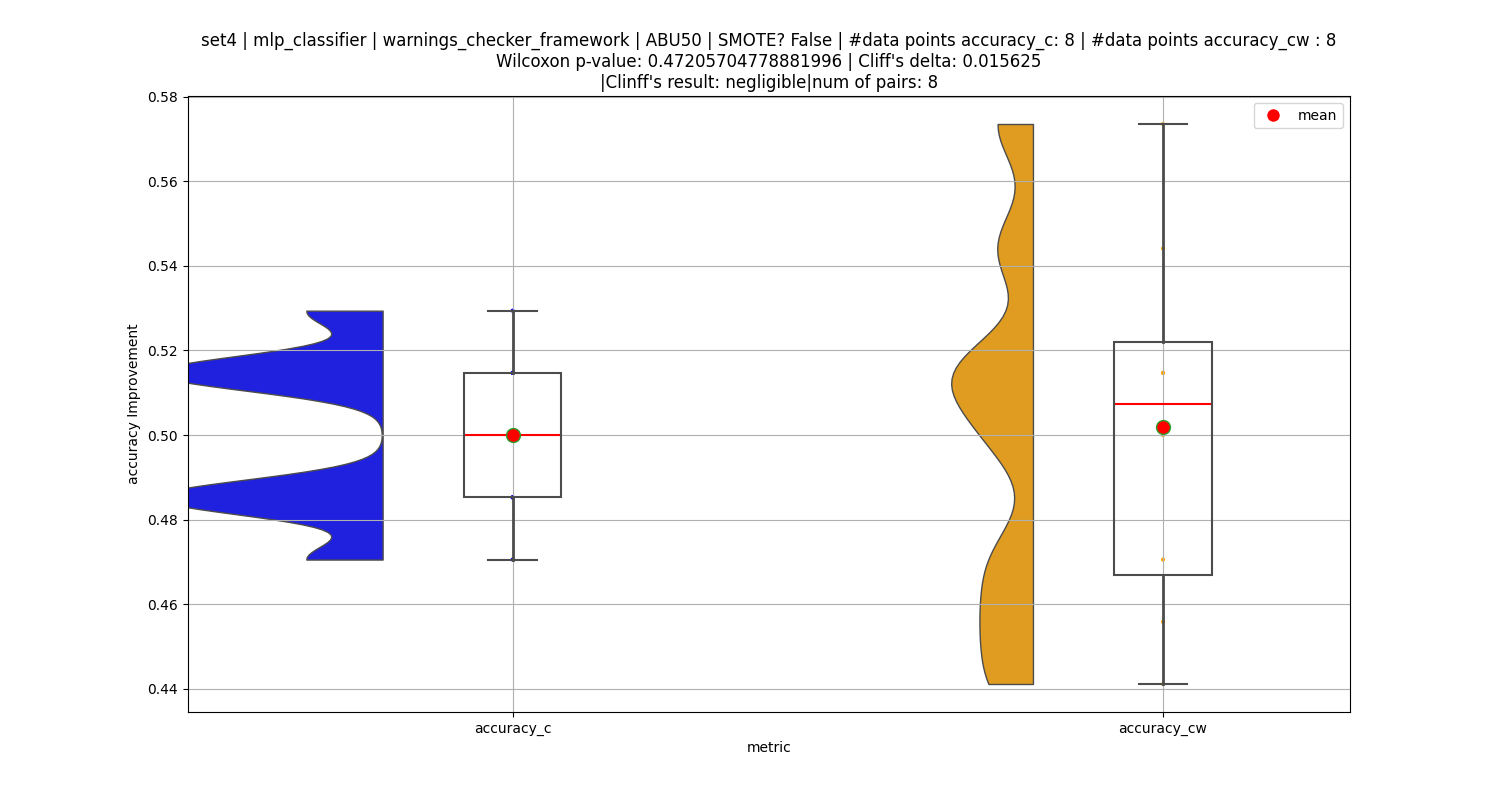 set4 | mlp_classifier | warnings_checker_framework | ABU50 | SMOTE? False | #data points accuracy_c: 8 | #data points accuracy_cw : 8
Wilcoxon p-value: 0.47205704778881996 | Cliff's delta: 0.015625
|Clinff's result: negligible|num of pairs: 8
mean
0.58
0.56
0.54
0.52
0.50
0.48
0.46
0.44
accuracy Improvement
accuracy_c
accuracy_cw
metric